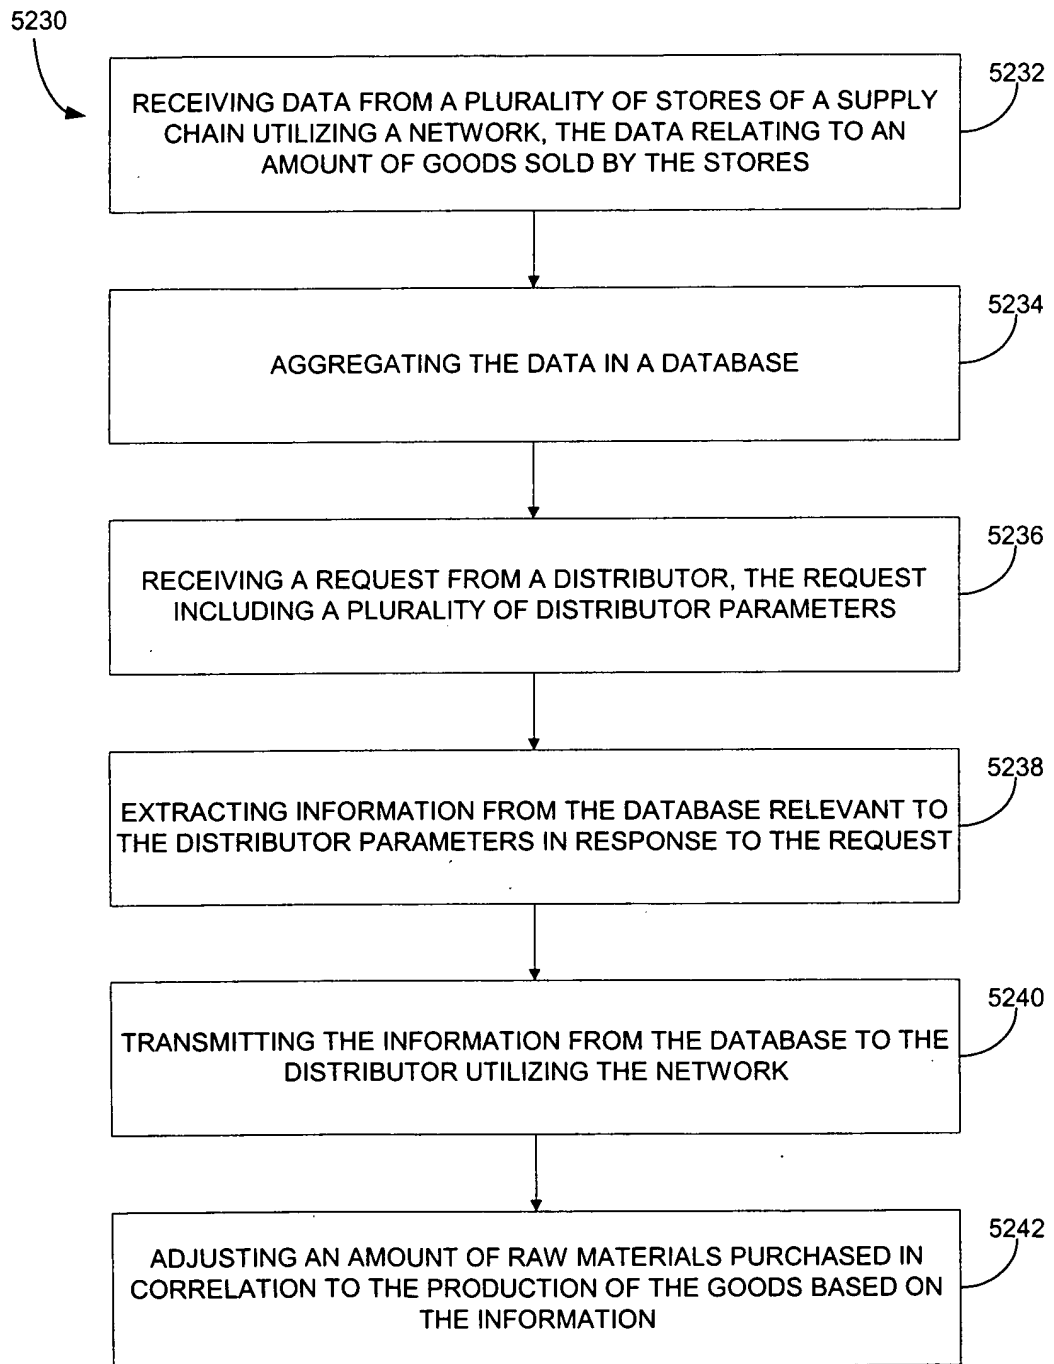 5230
5232
RECEIVING DATA FROM A PLURALITY OF STORES OF A SUPPLY
CHAIN UTILIZING A NETWORK, THE DATA RELATING TO AN
AMOUNT OF GOODS SOLD BY THE STORES
5234
AGGREGATING THE DATA IN A DATABASE
5236
RECEIVING A REQUEST FROM A DISTRIBUTOR, THE REQUEST
INCLUDING A PLURALITY OF DISTRIBUTOR PARAMETERS
5238
EXTRACTING INFORMATION FROM THE DATABASE RELEVANT TO
THE DISTRIBUTOR PARAMETERS IN RESPONSE TO THE REQUEST
5240
TRANSMITTING THE INFORMATION FROM THE DATABASE TO THE
DISTRIBUTOR UTILIZING THE NETWORK
5242
ADJUSTING AN AMOUNT OF RAW MATERIALS PURCHASED IN
CORRELATION TO THE PRODUCTION OF THE GOODS BASED ON
THE INFORMATION